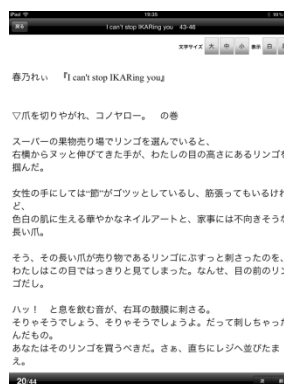 iPad 19:35
戻る I can't stop IKARing you 43-46
文字サイズ 大 中 小 表示 白
春乃れぃ 『I can't stop IKARing you』
▽爪を切りやがれ、コノヤロー。 の巻
スーパーの果物売り場でリンゴを選んでいると、
右横からヌッと伸びてきた手が、わたしの目の高さにあるリンゴを
掴んだ。
女性の手にしては“節”がゴツッとしているし、筋張ってもいるけれ
ど、
色白の肌に生える華やかなネイルアートと、家事には不向きそうな
長い爪。
そう、その長い爪が売り物であるリンゴにぶすっと刺さったのを、
わたしはこの目ではっきりと見てしまった。なんせ、目の前のリン
ゴだし。
ハッ！ と息を飲む音が、右耳の鼓膜に刺さる。
そりゃそうでしょう、そりゃそうでしょうよ。だって刺しちゃった
んだもの。
あなたはそのリンゴを買うべきだ。さぁ、直ちにレジへ並びたま
え。
20/44